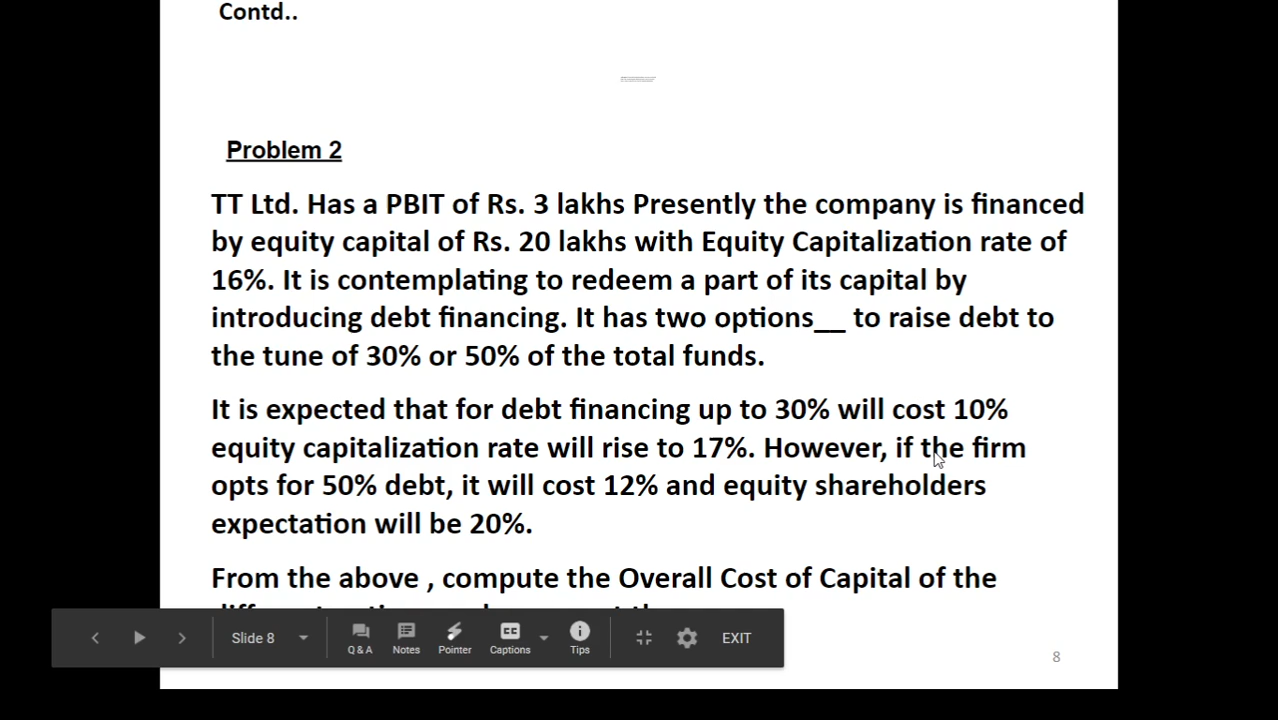 Contd..
Problem 2
TT Ltd. Has a PBIT of Rs. 3 lakhs Presently the company is financed
by equity capital of Rs. 20 lakhs with Equity Capitalization rate of
16%. It is contemplating to redeem a part of its capital by
introducing debt financing. It has two options__ to raise debt to
the tune of 30% or 50% of the total funds.
It is expected that for debt financing up to 30% will cost 10%
equity capitalization rate will rise to 17%. However, if the firm
opts for 50% debt, it will cost 12% and equity shareholders
expectation will be 20%.
From the above , compute the Overall Cost of Capital of the
Slide 8
Q & A
Notes
Pointer
CC
Captions
Tips
EXIT
8